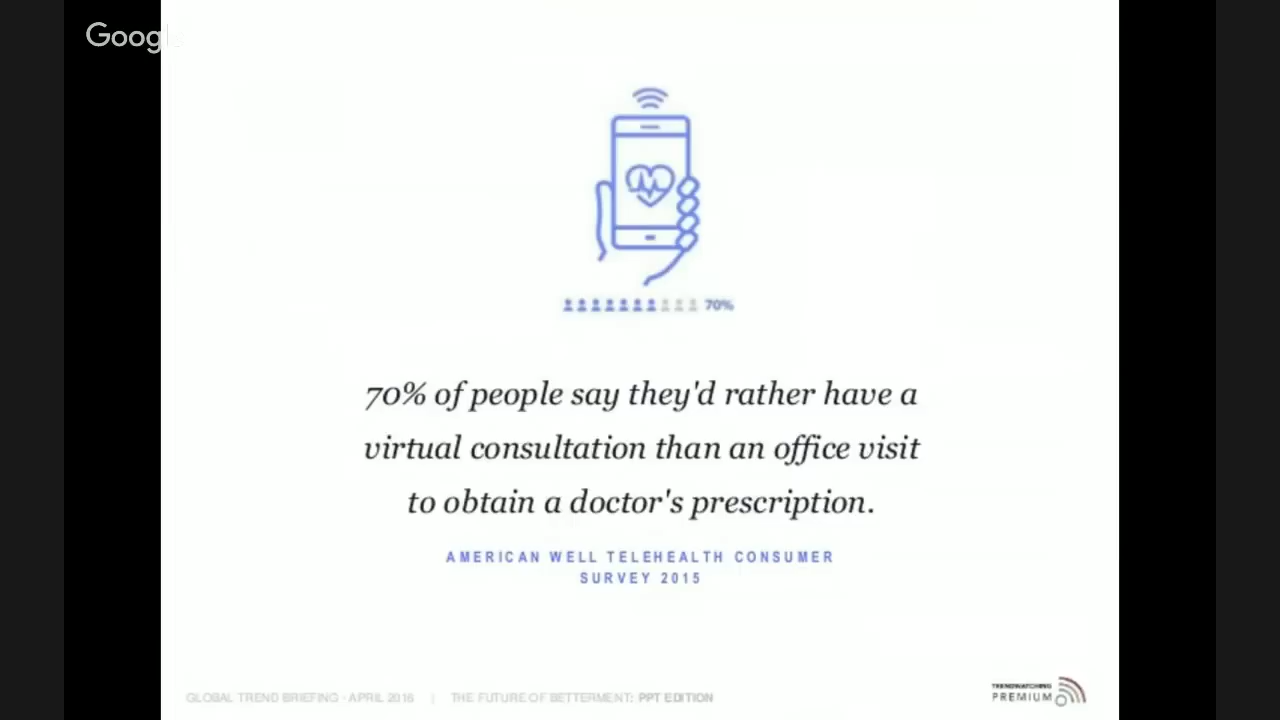 Google
70%
70% of people say they'd rather have a
virtual consultation than an office visit
to obtain a doctor's prescription.
AMERICAN WELL TELEHEALTH CONSUMER
SURVEY 2015
GLOBAL TREND BRIEFING · APRIL 2016 | THE FUTURE OF BETTERMENT: PPT EDITION
TRENDWATCHING
PREMIUM